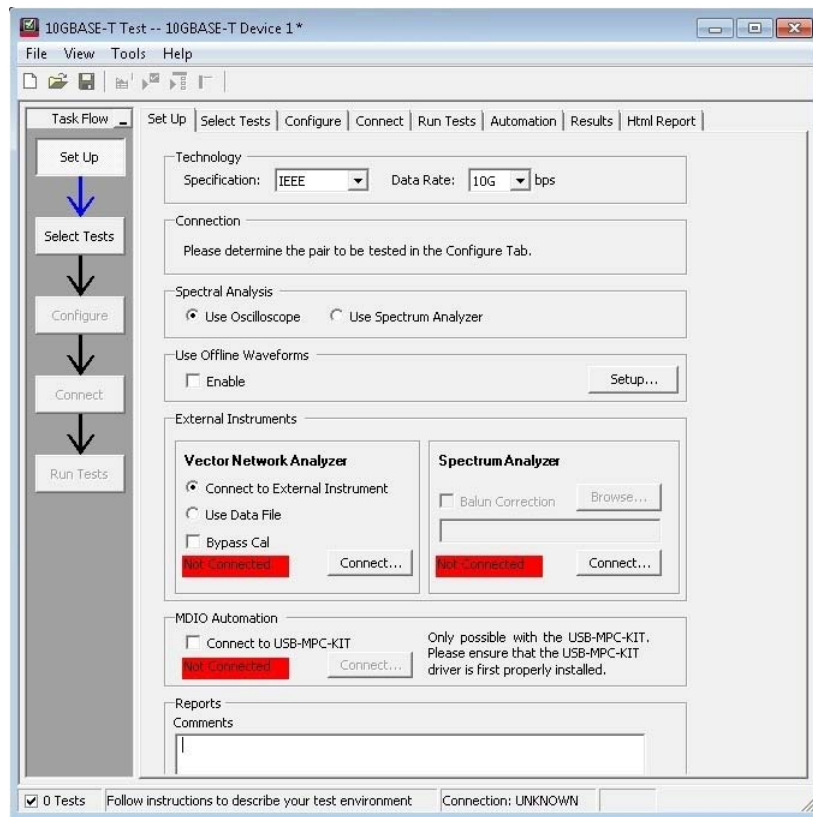 10GBASE-T Test -- 10GBASE-T Device 1 *
File View Tools Help
Task Flow
Set Up
Select Tests
Configure
Connect
Run Tests
Set Up Select Tests Configure Connect Run Tests Automation Results Html Report
Technology
Specification: IEEE Data Rate: 10G bps
Connection
Please determine the pair to be tested in the Configure Tab.
Spectral Analysis
Use Oscilloscope Use Spectrum Analyzer
Use Offline Waveforms
Enable Setup...
External Instruments
Vector Network Analyzer
Connect to External Instrument
Use Data File
Bypass Cal
Not Connected Connect...
Spectrum Analyzer
Balun Correction Browse...
Not Connected Connect...
MDIO Automation
Connect to USB-MPC-KIT
Not Connected Connect...
Only possible with the USB-MPC-KIT.
Please ensure that the USB-MPC-KIT
driver is first properly installed.
Reports
Comments
0 Tests Follow instructions to describe your test environment Connection: UNKNOWN